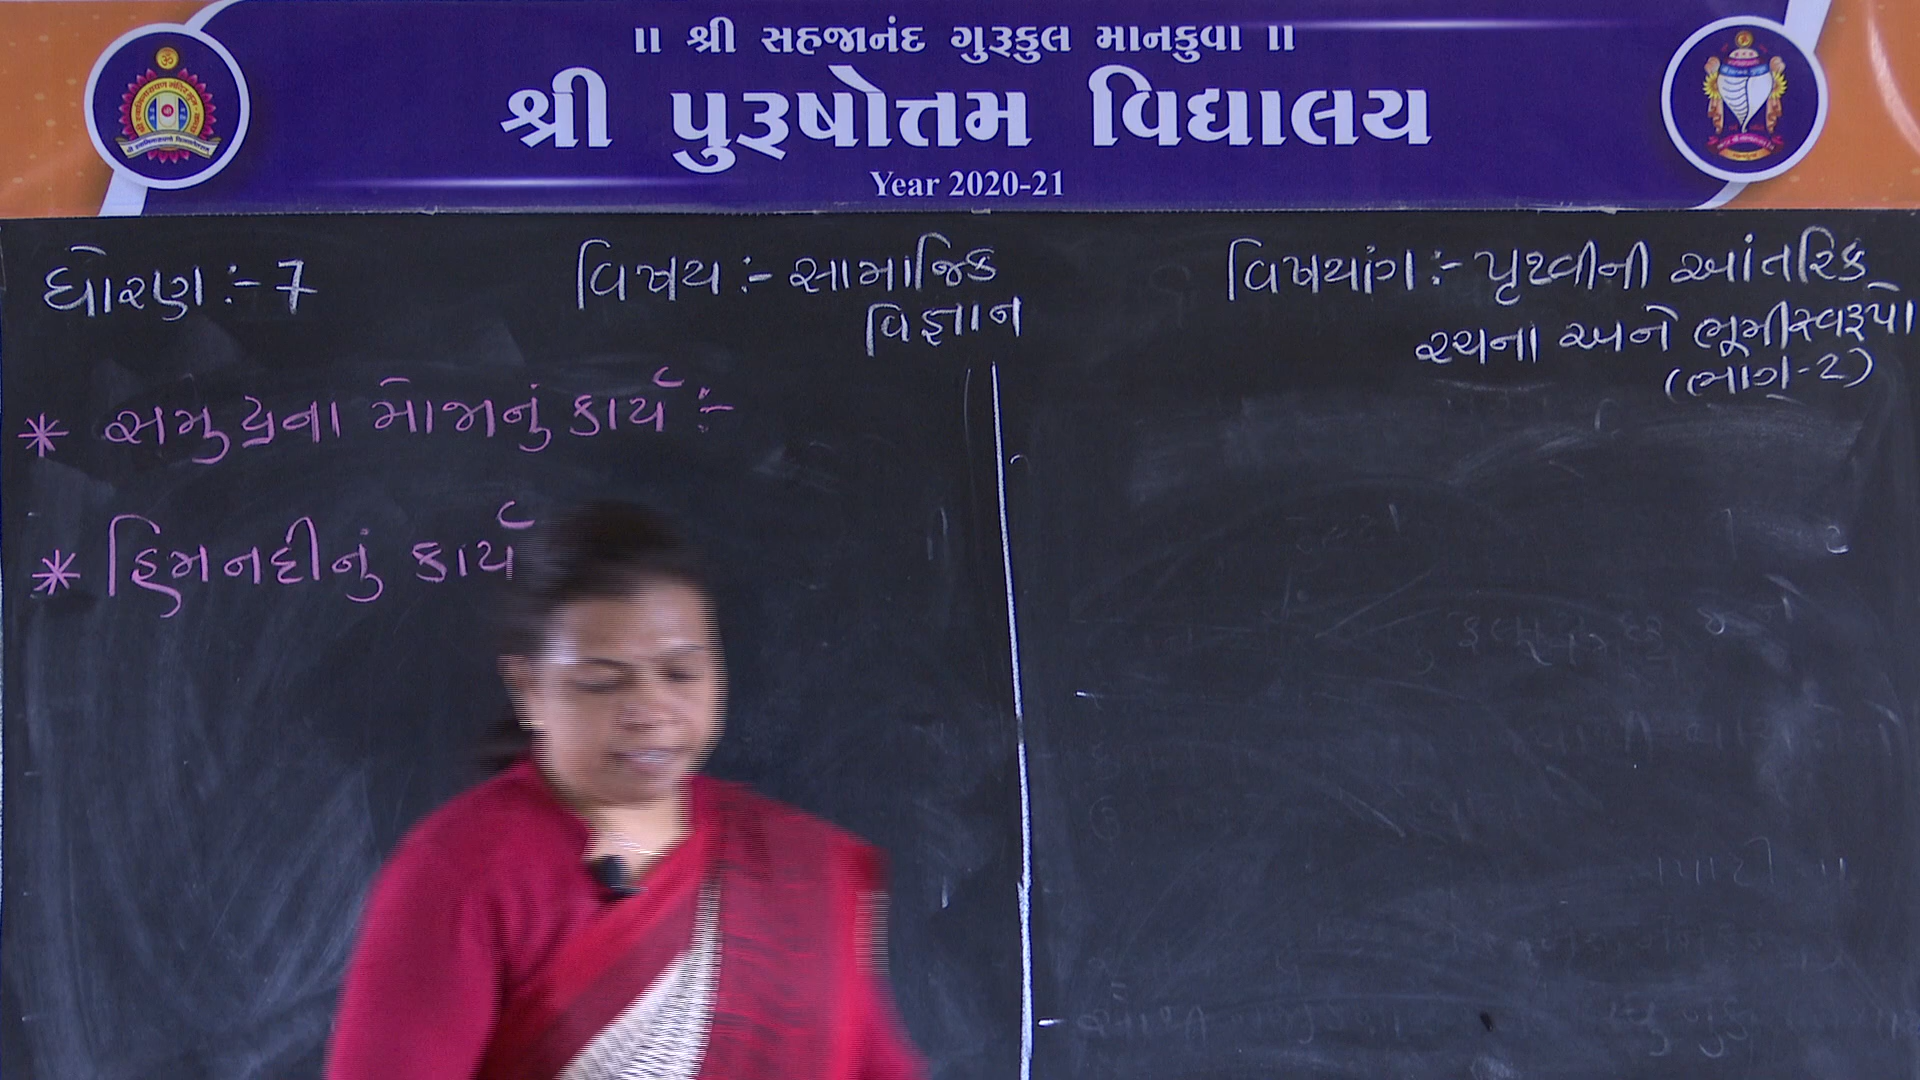 ॥ શ્રી સહજાનંદ ગુરૂકુલ માનકુવા ॥
શ્રી પુરૂષોત્તમ વિદ્યાલય
Year 2020-21
ધોરણ :- 7
વિષય :- સામાજિક
વિજ્ઞાન
વિષયાંગ :- પૃથ્વીની આંતરિક
રચના અને ભૂમીસ્વરૂપો
(ભાગ-2)
* સમુદ્રના મોજાનું કાર્ય :-
* હિમનદીનું કાર્ય